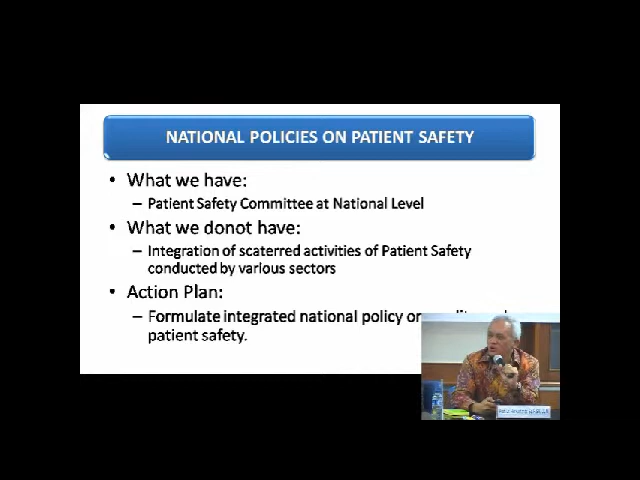 NATIONAL POLICIES ON PATIENT SAFETY
• What we have:
– Patient Safety Committee at National Level
• What we donot have:
– Integration of scaterred activities of Patient Safety
conducted by various sectors
• Action Plan:
– Formulate integrated national policy on
patient safety.